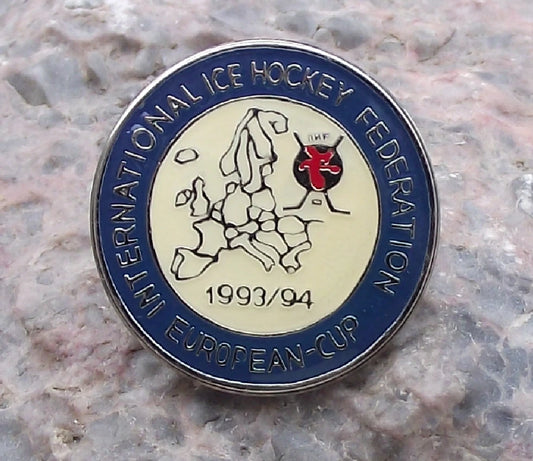 INTERNATIONAL ICE HOCKEY FEDERATION
IIHF
1993/94
EUROPEAN-CUP